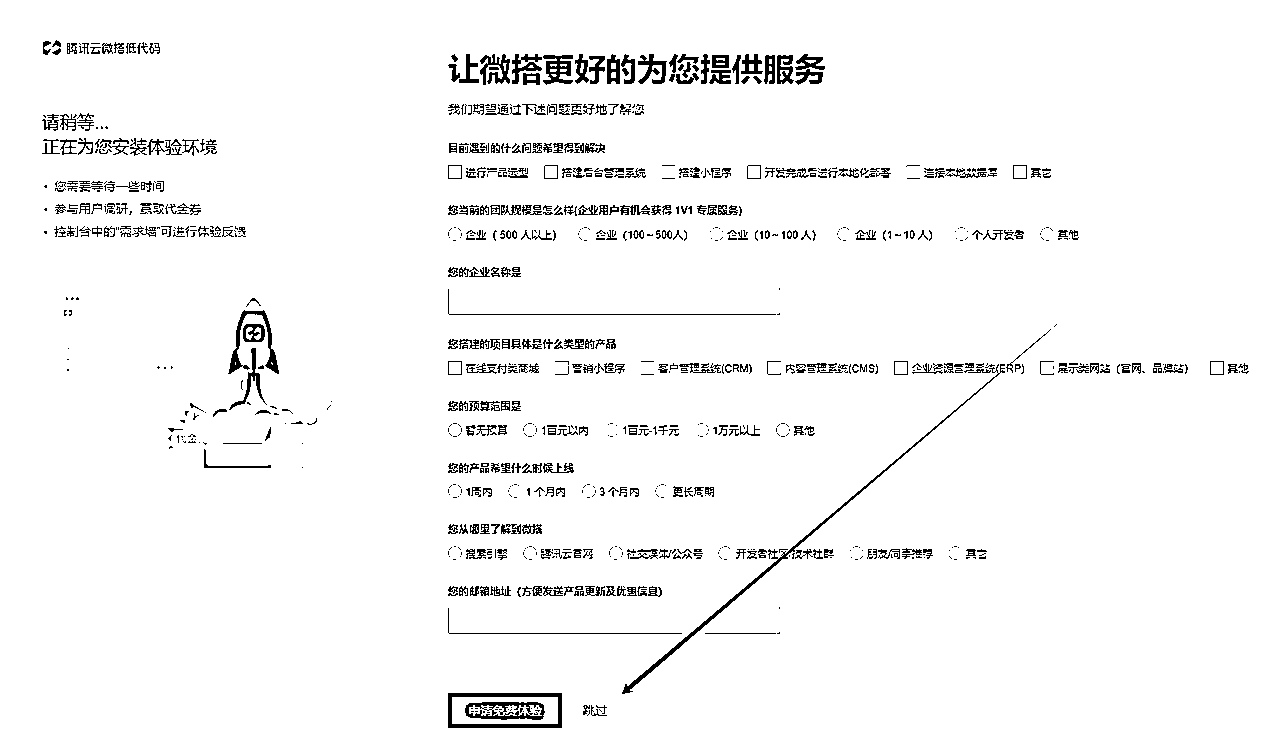 腾讯云微搭低代码
请稍等...
正在为您安装体验环境
• 您需要等待一些时间
• 参与用户调研，获取代金券
• 控制台中的“需求墙”可进行体验反馈
代金
让微搭更好的为您提供服务
我们期望通过下述问题更好地了解您
目前遇到的什么问题希望得到解决
进行产品选型 搭建后台管理系统 搭建小程序 开发完成后进行本地化部署 连接本地数据库 其它
您当前的团队规模是怎么样(企业用户有机会获得 1V1 专属服务)
企业（500 人以上） 企业（100～500人） 企业（10～100 人） 企业（1～10 人） 个人开发者 其他
您的企业名称是
您搭建的项目具体是什么类型的产品
在线支付类商城 营销小程序 客户管理系统(CRM) 内容管理系统(CMS) 企业资源管理系统(ERP) 展示类网站（官网、品牌站） 其他
您的预算范围是
暂无预算 1百元以内 1百元-1千元 1万元以上 其他
您的产品希望什么时候上线
1周内 1 个月内 3 个月内 更长周期
您从哪里了解到微搭
搜索引擎 腾讯云官网 社交媒体/公众号 开发者社区/技术社群 朋友/同事推荐 其它
您的邮箱地址（方便发送产品更新及优惠信息）
申请免费体验 跳过